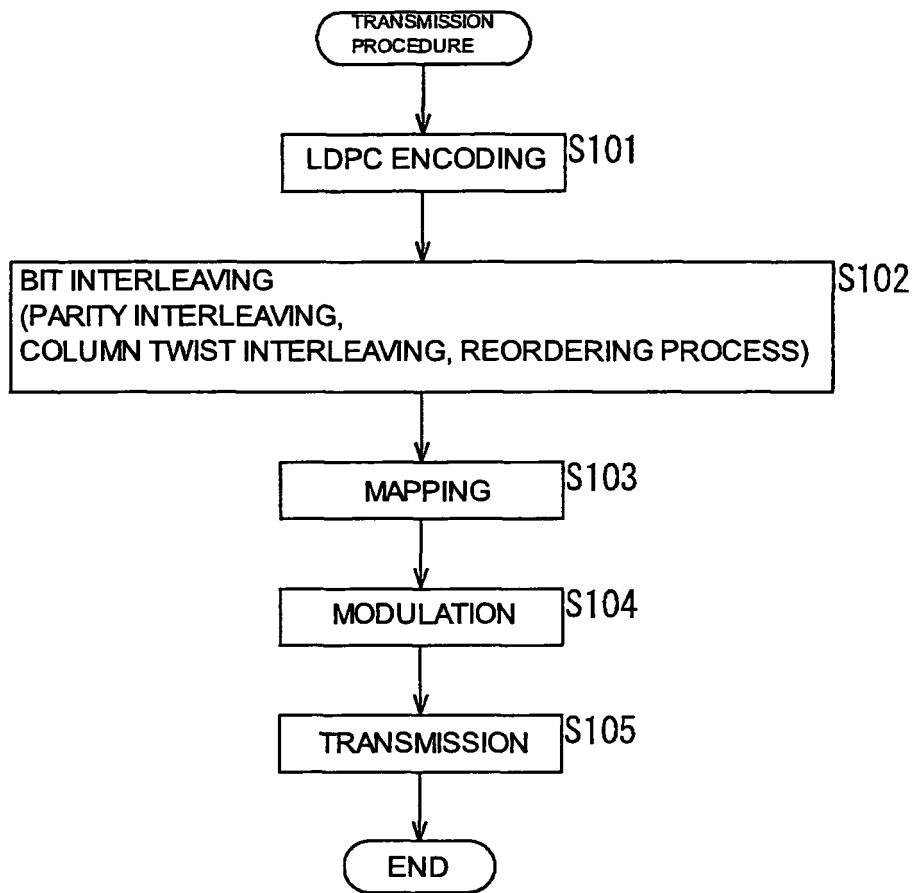 TRANSMISSION
PROCEDURE
LDPC ENCODING
S101
BIT INTERLEAVING
(PARITY INTERLEAVING,
COLUMN TWIST INTERLEAVING, REORDERING PROCESS)
S102
MAPPING
S103
MODULATION
S104
TRANSMISSION
S105
END